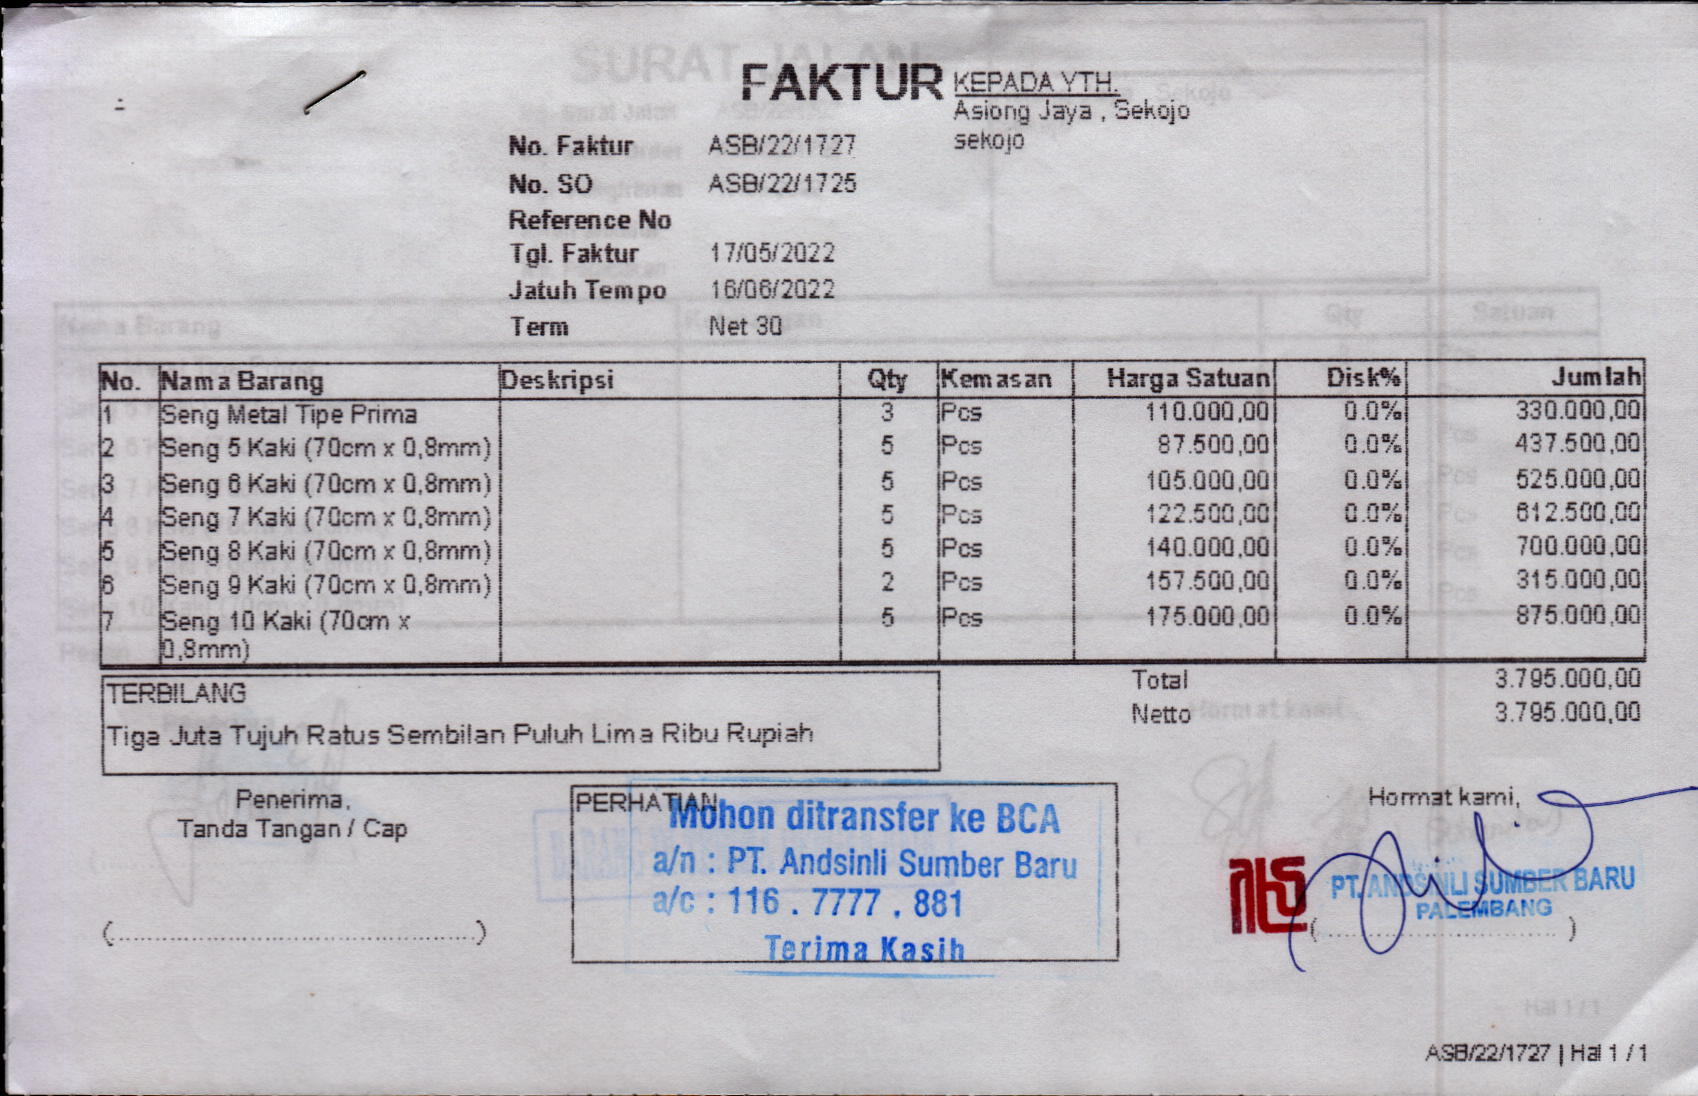 FAKTUR
KEPADA YTH.
Asiong Jaya , Sekojo
sekojo
No. Faktur ASB/22/1727
No. SO ASB/22/1725
Reference No
Tgl. Faktur 17/05/2022
Jatuh Tempo 16/06/2022
Term Net 30
No. Nama Barang Deskripsi Qty Kemasan Harga Satuan Disk% Jumlah
1 Seng Metal Tipe Prima 3 Pcs 110.000,00 0.0% 330.000,00
2 Seng 5 Kaki (70cm x 0,8mm) 5 Pcs 87.500,00 0.0% 437.500,00
3 Seng 6 Kaki (70cm x 0,8mm) 5 Pcs 105.000,00 0.0% 525.000,00
4 Seng 7 Kaki (70cm x 0,8mm) 5 Pcs 122.500,00 0.0% 612.500,00
5 Seng 8 Kaki (70cm x 0,8mm) 5 Pcs 140.000,00 0.0% 700.000,00
6 Seng 9 Kaki (70cm x 0,8mm) 2 Pcs 157.500,00 0.0% 315.000,00
7 Seng 10 Kaki (70cm x 5 Pcs 175.000,00 0.0% 875.000,00
0,8mm)
Total 3.795.000,00
Netto 3.795.000,00
TERBILANG
Tiga Juta Tujuh Ratus Sembilan Puluh Lima Ribu Rupiah
Penerima,
Tanda Tangan / Cap
PERHATIAN
Mohon ditransfer ke BCA
a/n : PT. Andsinli Sumber Baru
a/c : 116 . 7777 . 881
Terima Kasih
Hormat kami,
PT. ANDSINLI SUMBER BARU
PALEMBANG
ASB/22/1727 | Hal 1 / 1